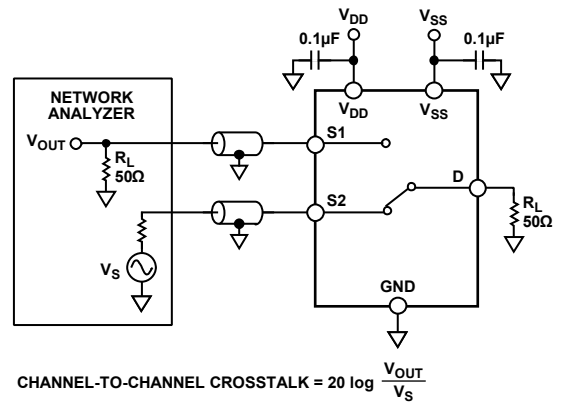 V_DD V_SS
0.1µF 0.1µF
NETWORK
ANALYZER
V_DD V_SS
V_OUT
S1
R_L
50Ω
S2 D
R_L
50Ω
V_S
GND
CHANNEL-TO-CHANNEL CROSSTALK = 20 log V_OUT / V_S